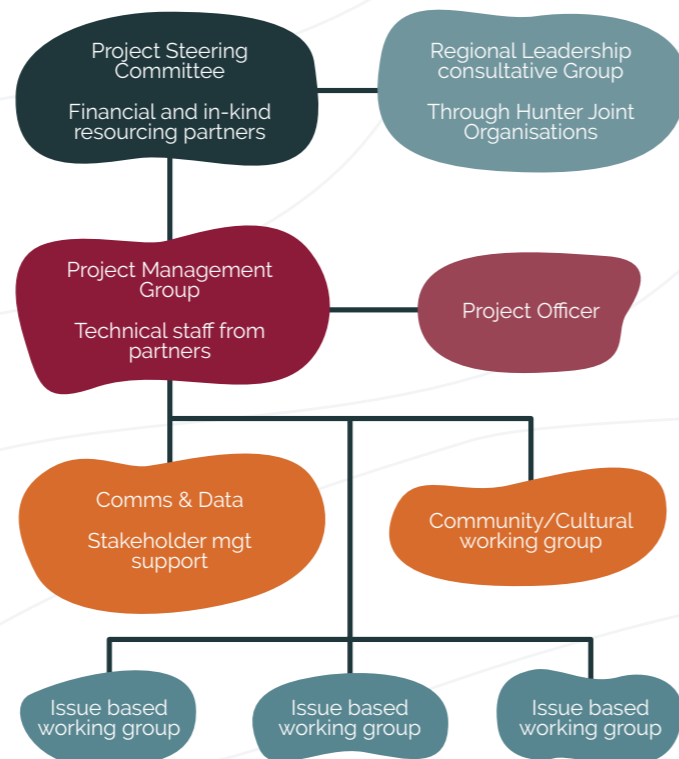 Project Steering
Committee
Financial and in-kind
resourcing partners
Regional Leadership
consultative Group
Through Hunter Joint
Organisations
Project Management
Group
Technical staff from
partners
Project Officer
Comms & Data
Stakeholder mgt
support
Community/Cultural
working group
Issue based
working group
Issue based
working group
Issue based
working group